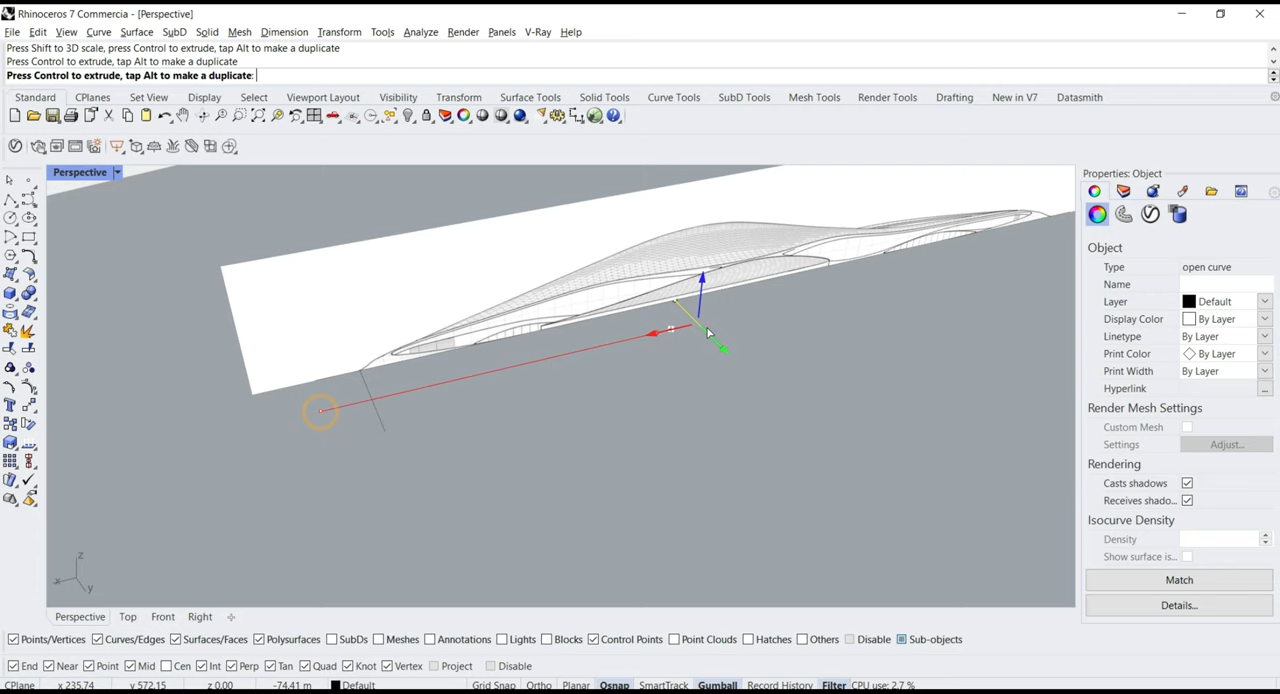 Rhinoceros 7 Commercia - [Perspective]
File Edit View Curve Surface SubD Solid Mesh Dimension Transform Tools Analyze Render Panels V-Ray Help
Press Shift to 3D scale, press Control to extrude, tap Alt to make a duplicate
Press Control to extrude, tap Alt to make a duplicate
Press Control to extrude, tap Alt to make a duplicate:
Standard CPlanes Set View Display Select Viewport Layout Visibility Transform Surface Tools Solid Tools Curve Tools SubD Tools Mesh Tools Render Tools Drafting New in V7 Datasmith
Perspective
Properties: Object
Object
Type open curve
Name
Layer Default
Display Color By Layer
Linetype By Layer
Print Color By Layer
Print Width By Layer
Hyperlink ...
Render Mesh Settings
Custom Mesh
Settings Adjust...
Rendering
Casts shadows
Receives shado...
Isocurve Density
Density
Show surface is...
Match
Details...
z
x
y
Perspective Top Front Right
Points/Vertices Curves/Edges Surfaces/Faces Polysurfaces SubDs Meshes Annotations Lights Blocks Control Points Point Clouds Hatches Others Disable Sub-objects
End Near Point Mid Cen Int Perp Tan Quad Knot Vertex Project Disable
CPlane x 235.74 y 572.15 z 0.00 -74.41 m Default Grid Snap Ortho Planar Osnap SmartTrack Gumball Record History Filter CPU use: 2.7 %